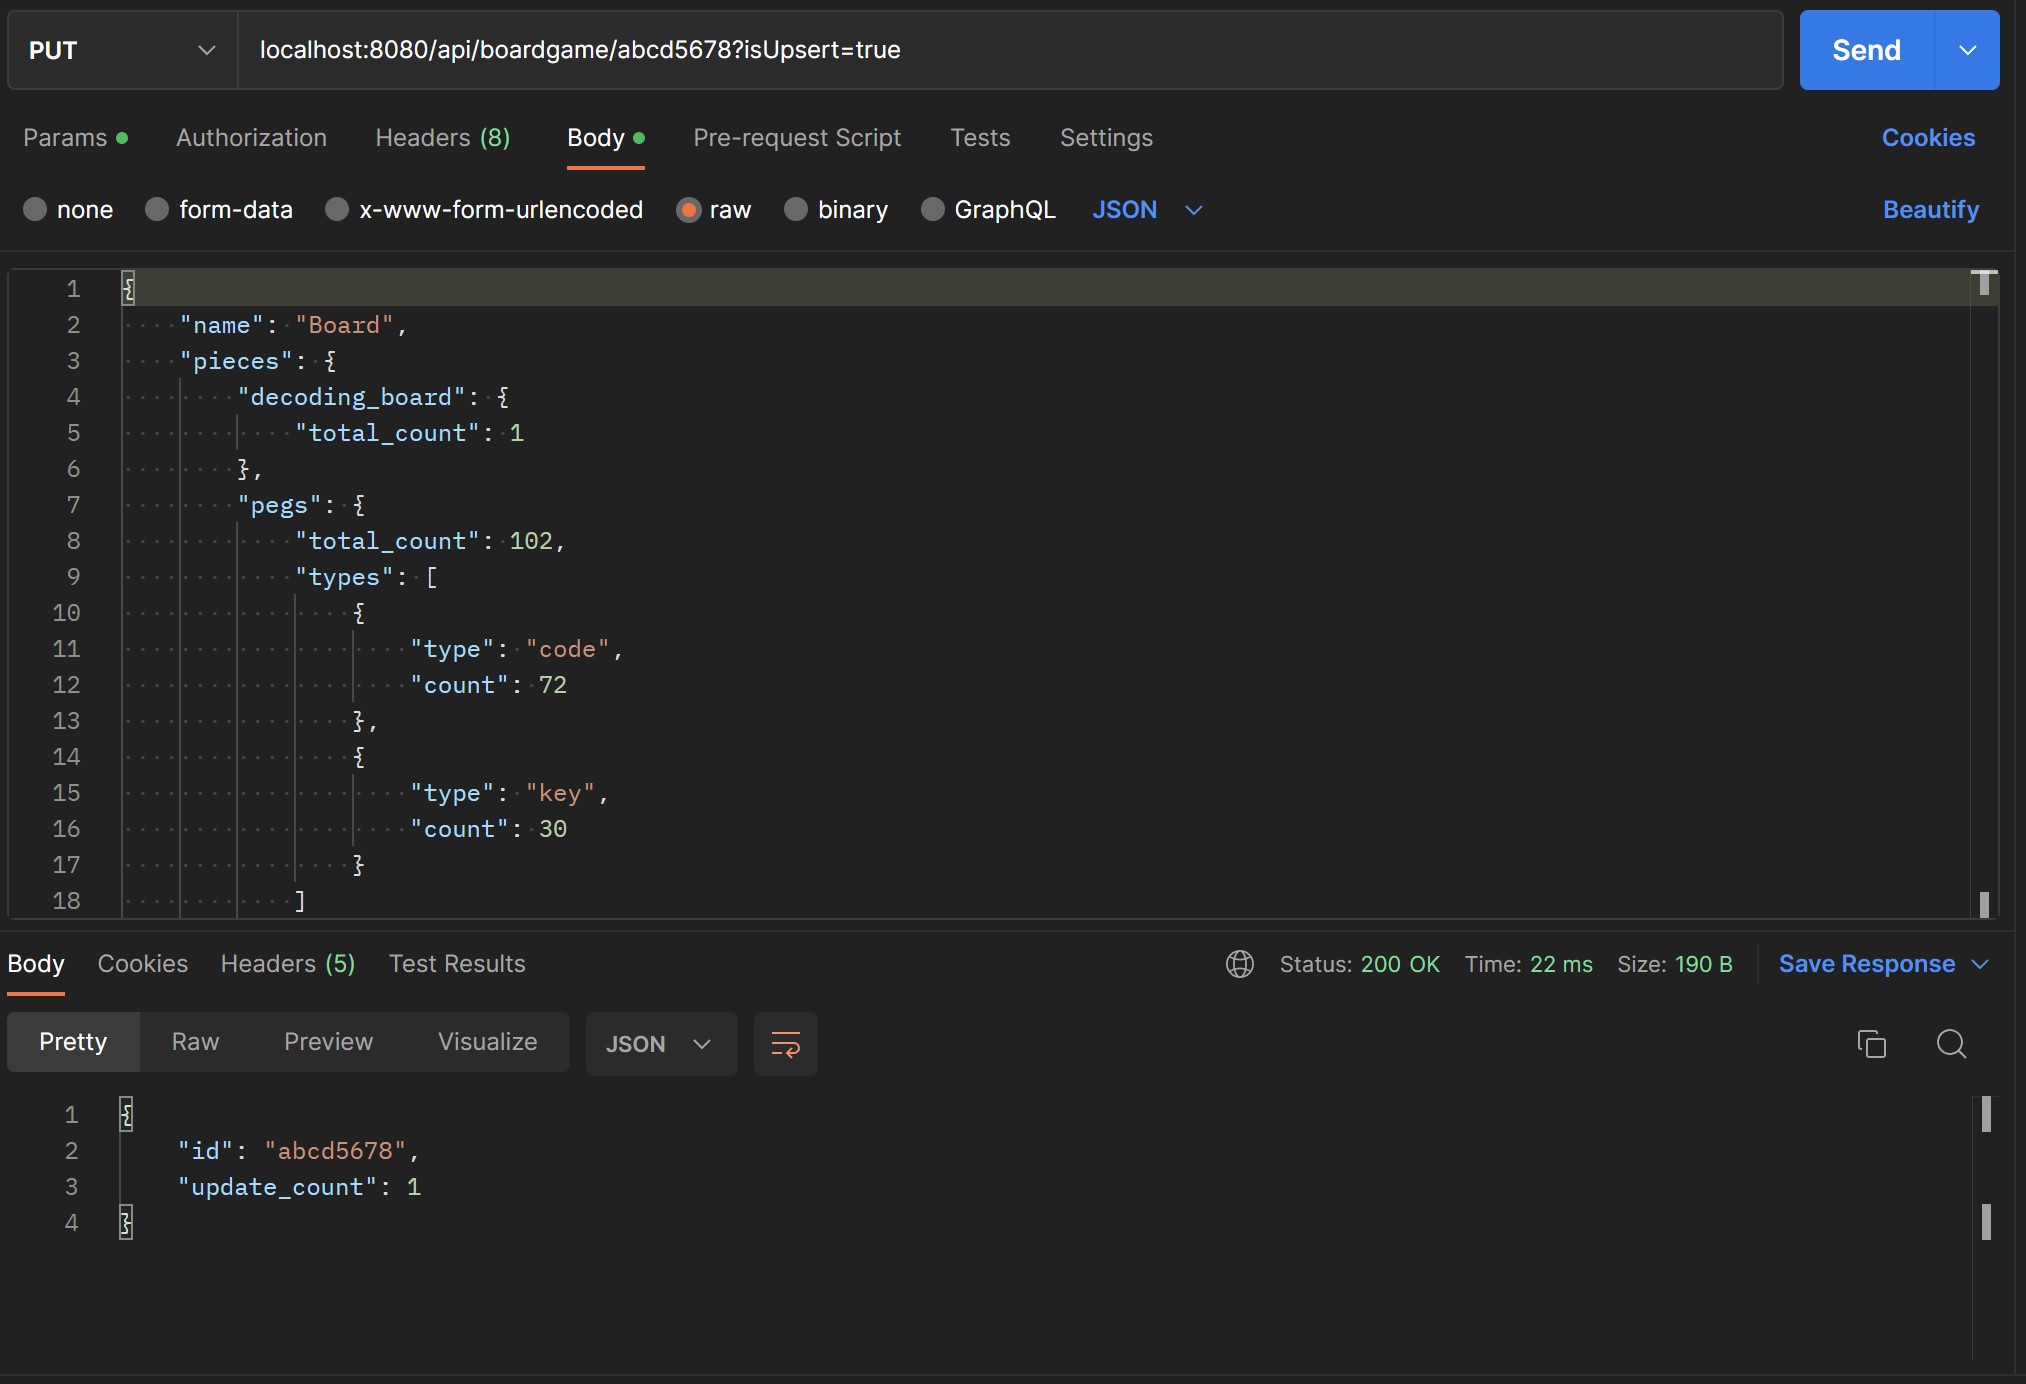 PUT localhost:8080/api/boardgame/abcd5678?isUpsert=true Send
Params Authorization Headers (8) Body Pre-request Script Tests Settings Cookies
none form-data x-www-form-urlencoded raw binary GraphQL JSON Beautify
1 {
2 "name": "Board",
3 "pieces": {
4 "decoding_board": {
5 "total_count": 1
6 },
7 "pegs": {
8 "total_count": 102,
9 "types": [
10 {
11 "type": "code",
12 "count": 72
13 },
14 {
15 "type": "key",
16 "count": 30
17 }
18 ]
Body Cookies Headers (5) Test Results Status: 200 OK Time: 22 ms Size: 190 B Save Response
Pretty Raw Preview Visualize JSON
1 {
2 "id": "abcd5678",
3 "update_count": 1
4 }